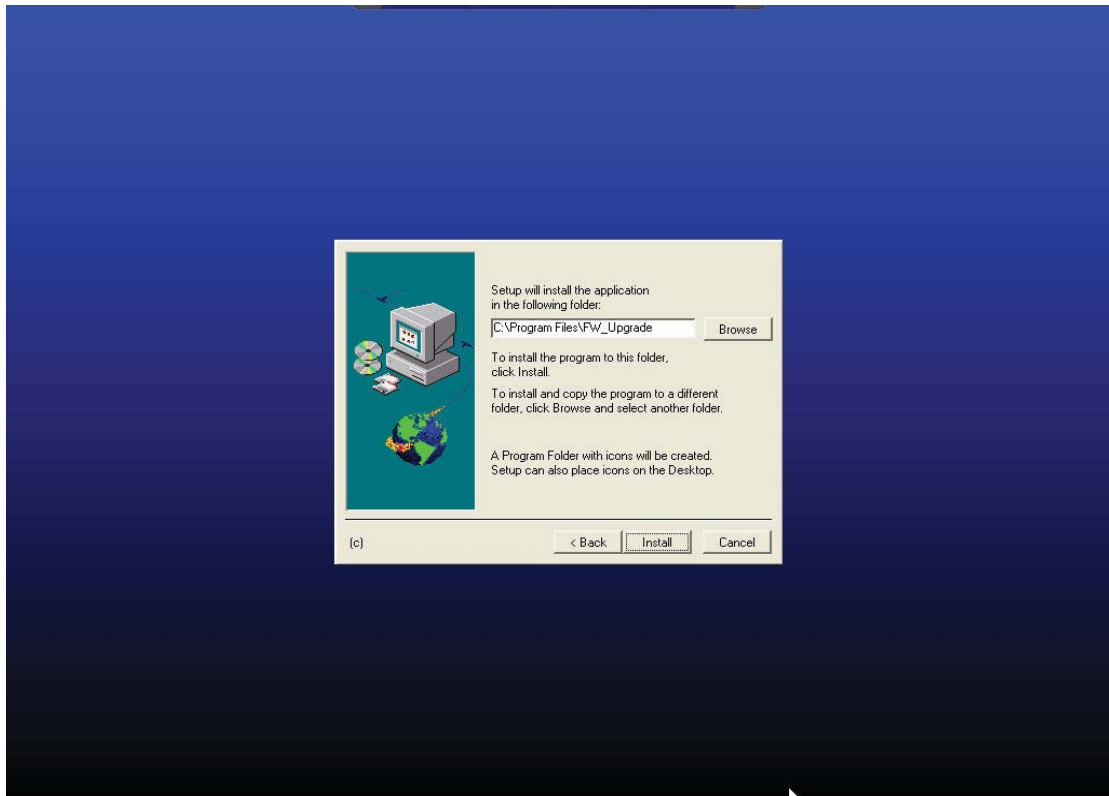 Setup will install the application
in the following folder:
C:\Program Files\FW_Upgrade
Browse
To install the program to this folder,
click Install.
To install and copy the program to a different
folder, click Browse and select another folder.
A Program Folder with icons will be created.
Setup can also place icons on the Desktop.
(c)
< Back
Install
Cancel